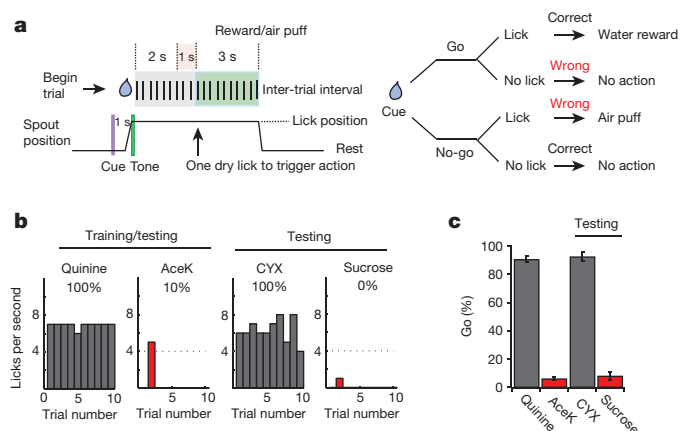 a
Reward/air puff
2 s
1 s
3 s
Begin
trial
Inter-trial interval
Spout
position
1 s
Lick position
Rest
Cue
Tone
One dry lick to trigger action
Cue
Go
Lick
Correct
Water reward
No lick
Wrong
No action
No-go
Lick
Wrong
Air puff
No lick
Correct
No action
b
Training/testing
Testing
Quinine
100%
AceK
10%
CYX
100%
Sucrose
0%
Licks per second
8
4
8
4
8
4
8
4
0 5 10
Trial number
5 10
Trial number
5 10
Trial number
5 10
Trial number
c
Testing
Go (%)
100
80
60
40
20
0
Quinine
AceK
CYX
Sucrose